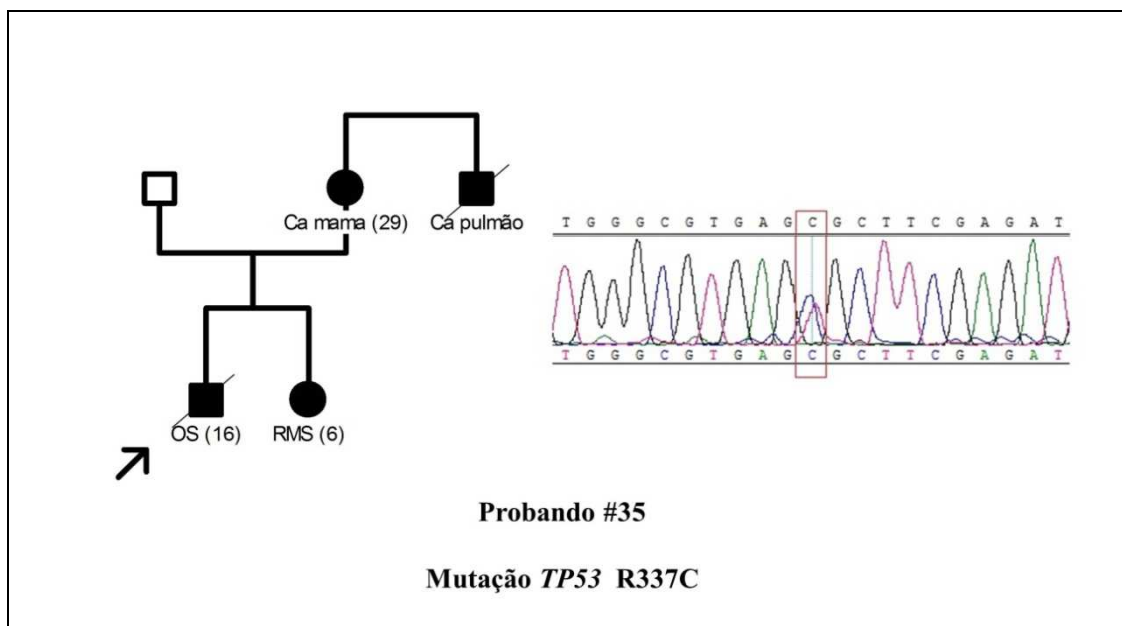 Ca mama (29) Ca pulmão
OS (16) RMS (6)
T G G G C G T G A G C G C T T C G A G A T
T G G G C G T G A G C G C T T C G A G A T
Probando #35
Mutação TP53 R337C